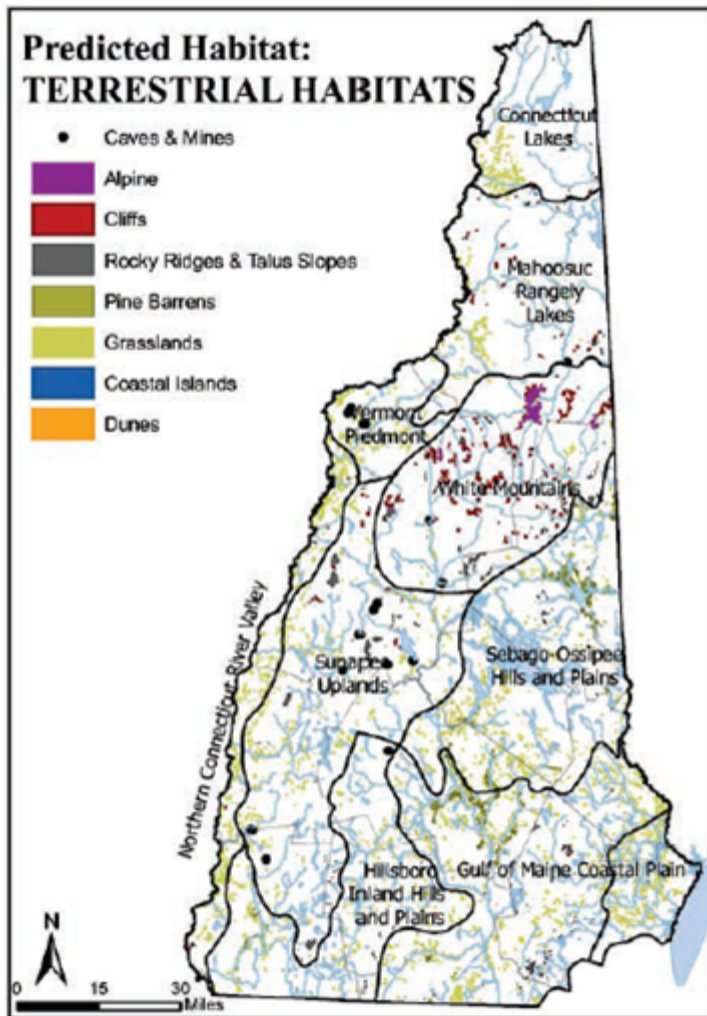 Predicted Habitat:
TERRESTRIAL HABITATS
Caves & Mines
Alpine
Cliffs
Rocky Ridges & Talus Slopes
Pine Barrens
Grasslands
Coastal Islands
Dunes
Connecticut
Lakes
Mahoosuc
Rangely
Lakes
Vermont
Piedmont
White Mountains
Northern Connecticut River Valley
Sunapee
Uplands
Sebago-Ossipee
Hills and Plains
Hillsboro
Inland Hills
and Plains
Gulf of Maine Coastal Plain
N
0 15 30
Miles